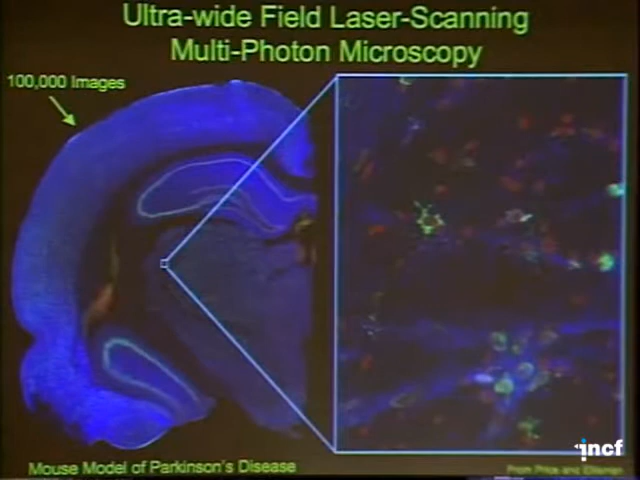 Ultra-wide Field Laser-Scanning
Multi-Photon Microscopy
100,000 Images
incf
Mouse Model of Parkinson's Disease
From Price and Ellisman